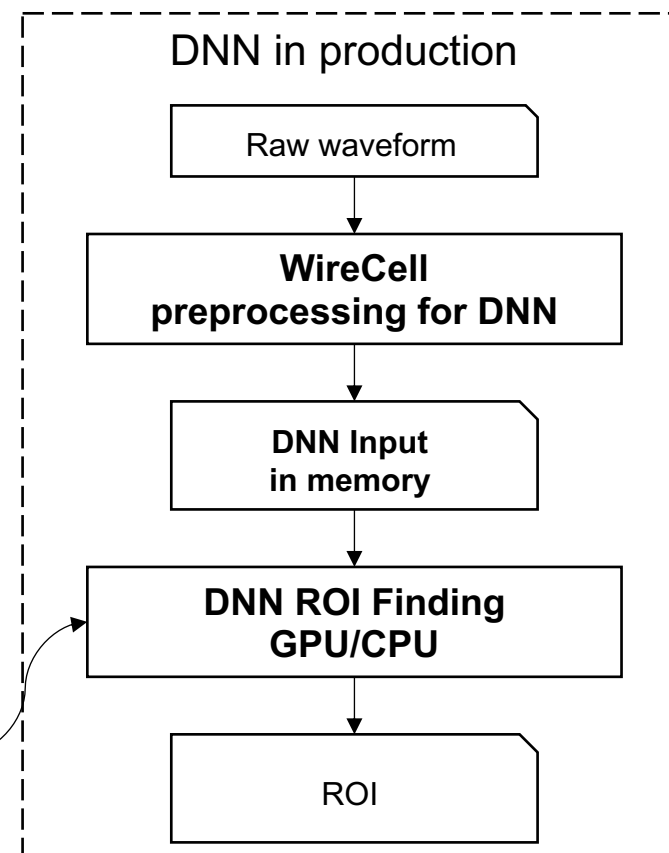 DNN in production
Raw waveform
WireCell
preprocessing for DNN
DNN Input
in memory
DNN ROI Finding
GPU/CPU
ROI